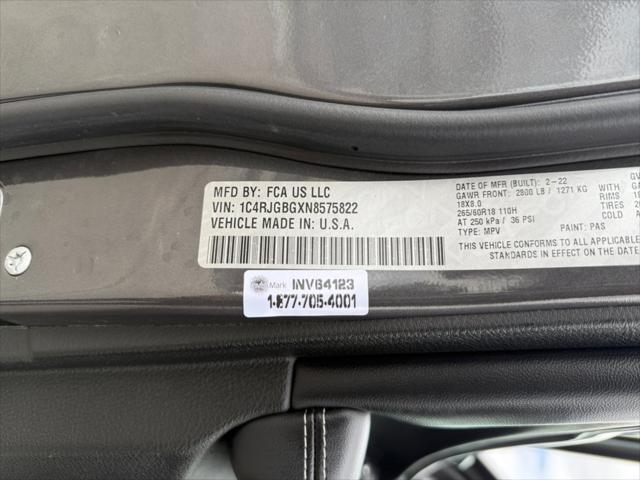 MFD BY: FCA US LLC
VIN: 1C4RJGBGXN8575822
VEHICLE MADE IN: U.S.A.
DATE OF MFR (BUILT): 2-22
GAWR FRONT: 2800 LB / 1271 KG WITH
18X8.0 RIMS
265/60R18 110H TIRES
AT 250 kPa / 36 PSI COLD
TYPE: MPV PAINT: PAS
THIS VEHICLE CONFORMS TO ALL APPLICABLE
STANDARDS IN EFFECT ON THE DATE
Mark INV64123
1-877-705-4001